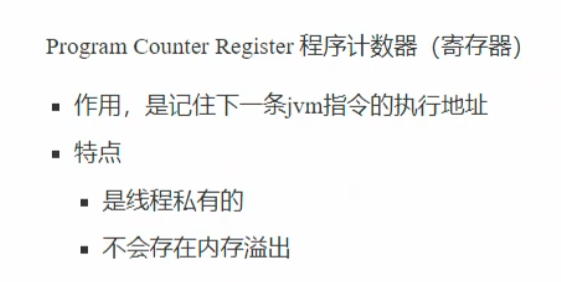 Program Counter Register 程序计数器（寄存器）
作用，是记住下一条jvm指令的执行地址
特点
是线程私有的
不会存在内存溢出